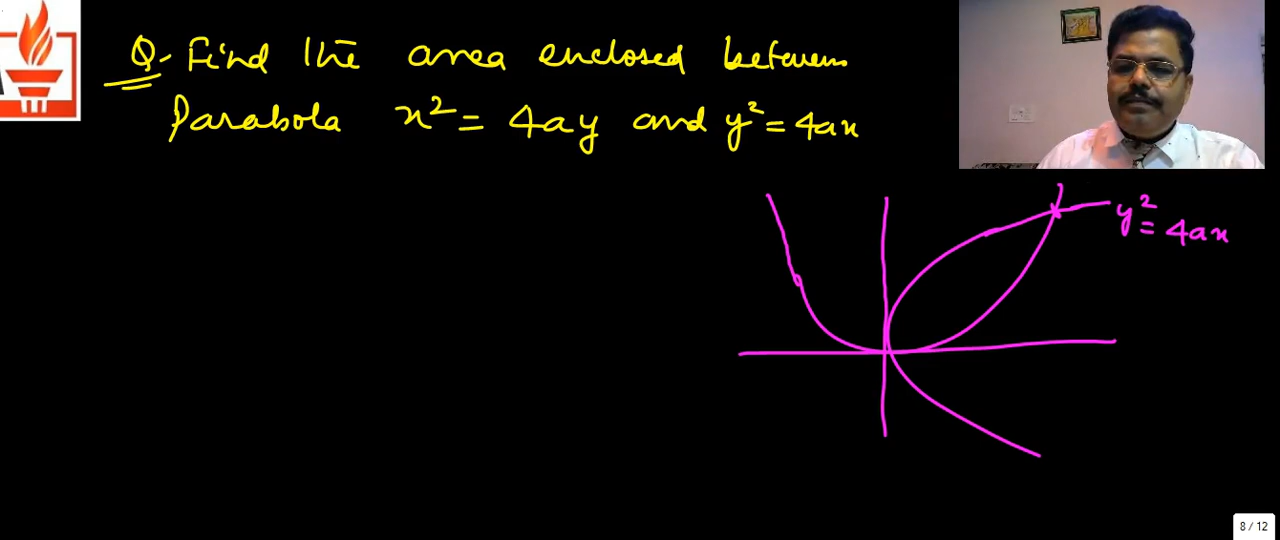 Q. Find the area enclosed between
Parabola x² = 4ay and y² = 4ax
y² = 4ax
8 / 12